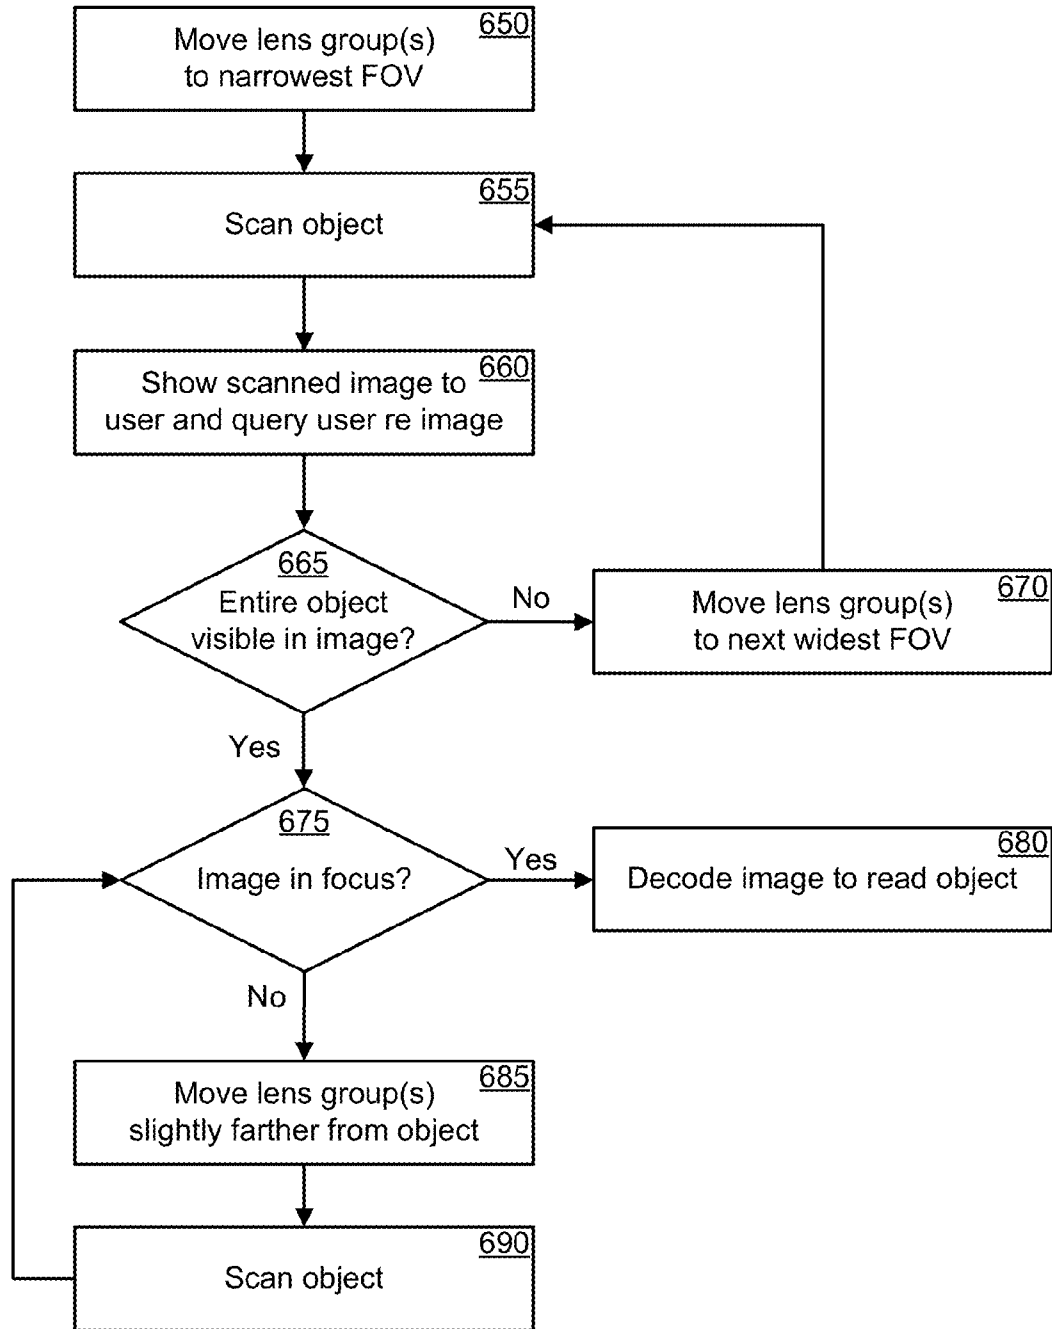 650
Move lens group(s)
to narrowest FOV
655
Scan object
660
Show scanned image to
user and query user re image
665
Entire object
visible in image?
No
670
Move lens group(s)
to next widest FOV
Yes
675
Image in focus?
Yes
680
Decode image to read object
No
685
Move lens group(s)
slightly farther from object
690
Scan object